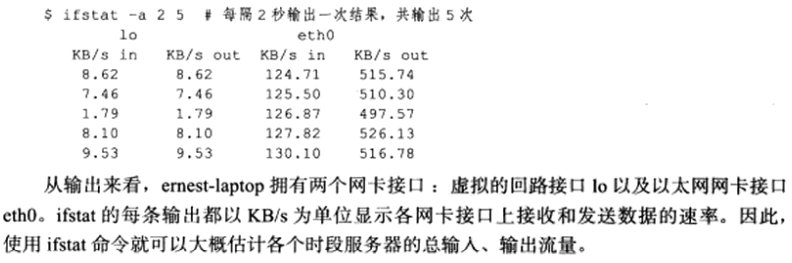 $ ifstat -a 2 5  # 每隔2秒输出一次结果，共输出5次
lo eth0
KB/s in KB/s out KB/s in KB/s out
8.62 8.62 124.71 515.74
7.46 7.46 125.50 510.30
1.79 1.79 126.87 497.57
8.10 8.10 127.82 526.13
9.53 9.53 130.10 516.78
从输出来看，ernest-laptop 拥有两个网卡接口：虚拟的回路接口 lo 以及以太网网卡接口
eth0。ifstat 的每条输出都以 KB/s 为单位显示各网卡接口上接收和发送数据的速率。因此，
使用 ifstat 命令就可以大概估计各个时段服务器的总输入、输出流量。